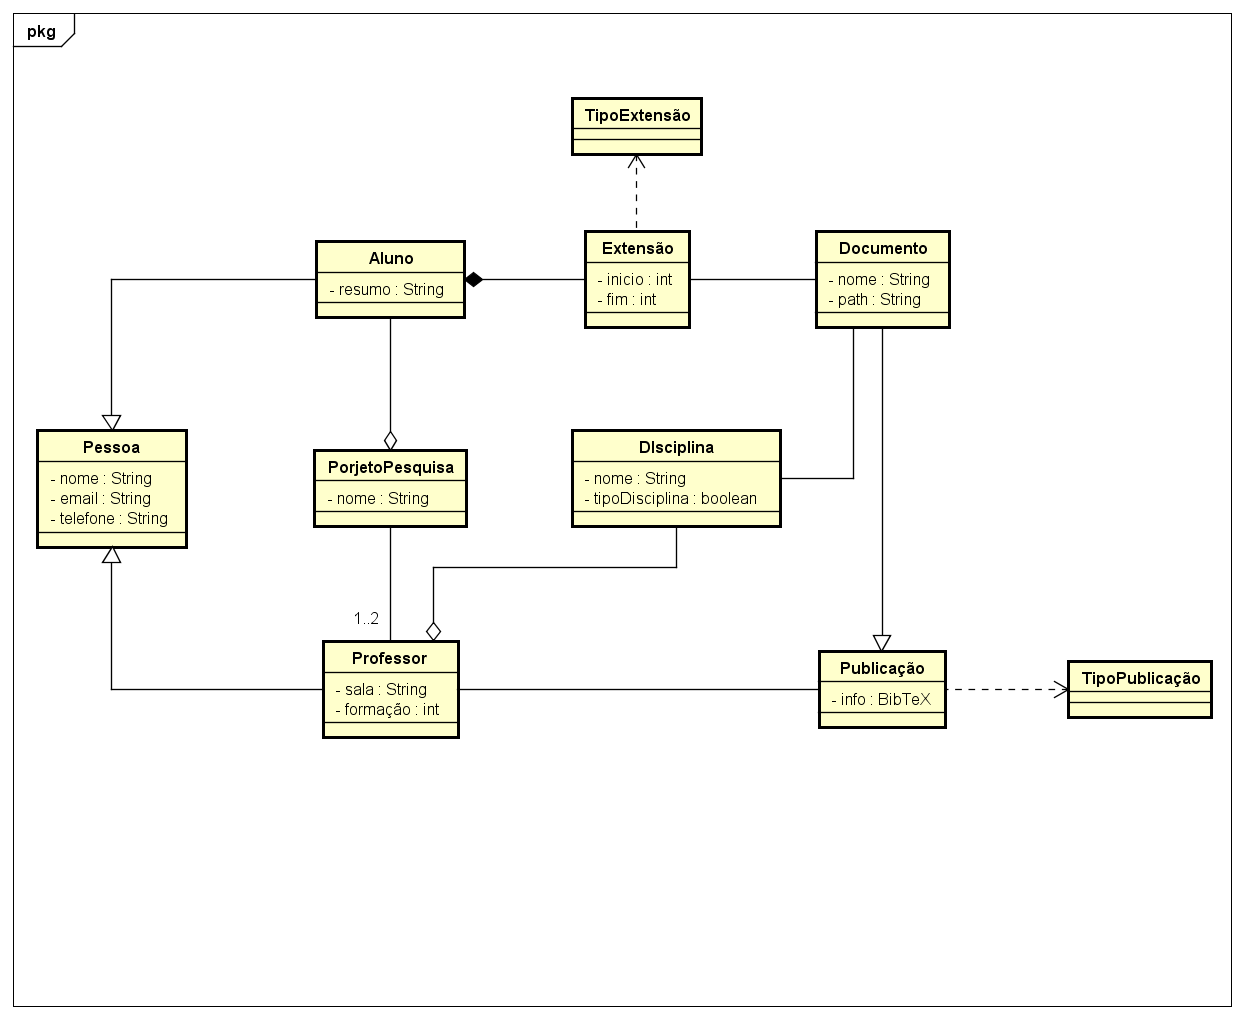 pkg
TipoExtensão
Aluno
- resumo : String
Extensão
- inicio : int
- fim : int
Documento
- nome : String
- path : String
Pessoa
- nome : String
- email : String
- telefone : String
PorjetoPesquisa
- nome : String
DIsciplina
- nome : String
- tipoDisciplina : boolean
1..2
Professor
- sala : String
- formação : int
Publicação
- info : BibTeX
TipoPublicação